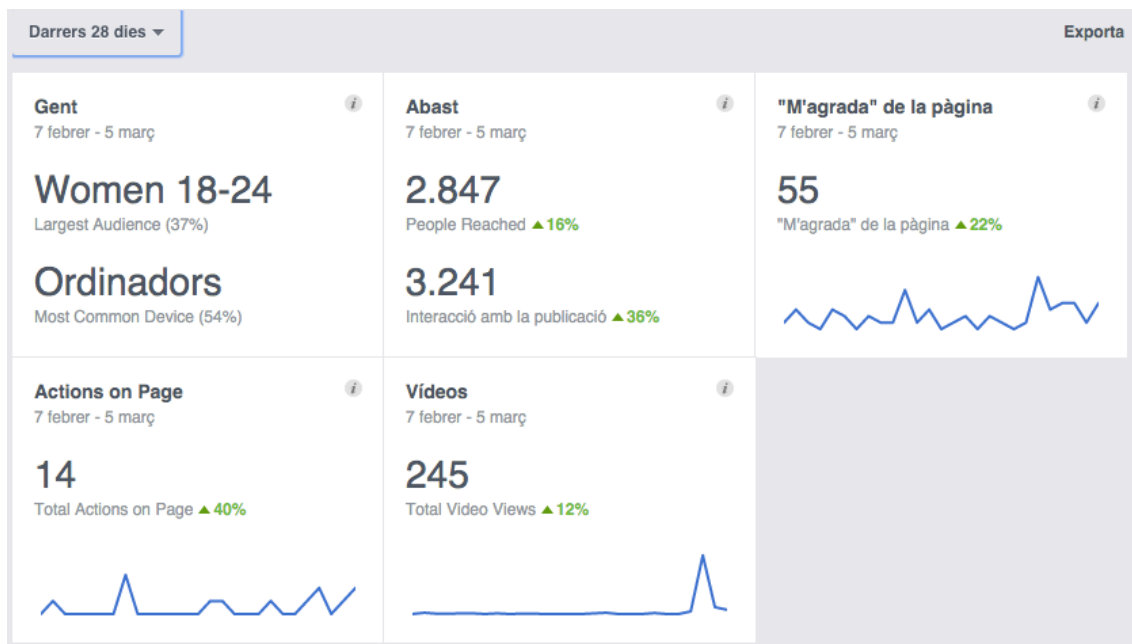 Darrers 28 dies
Exporta
Gent
7 febrer - 5 març
Women 18-24
Largest Audience (37%)
Ordinadors
Most Common Device (54%)
Abast
7 febrer - 5 març
2.847
People Reached ▲16%
3.241
Interacció amb la publicació ▲36%
"M'agrada" de la pàgina
7 febrer - 5 març
55
"M'agrada" de la pàgina ▲22%
Actions on Page
7 febrer - 5 març
14
Total Actions on Page ▲40%
Vídeos
7 febrer - 5 març
245
Total Video Views ▲12%